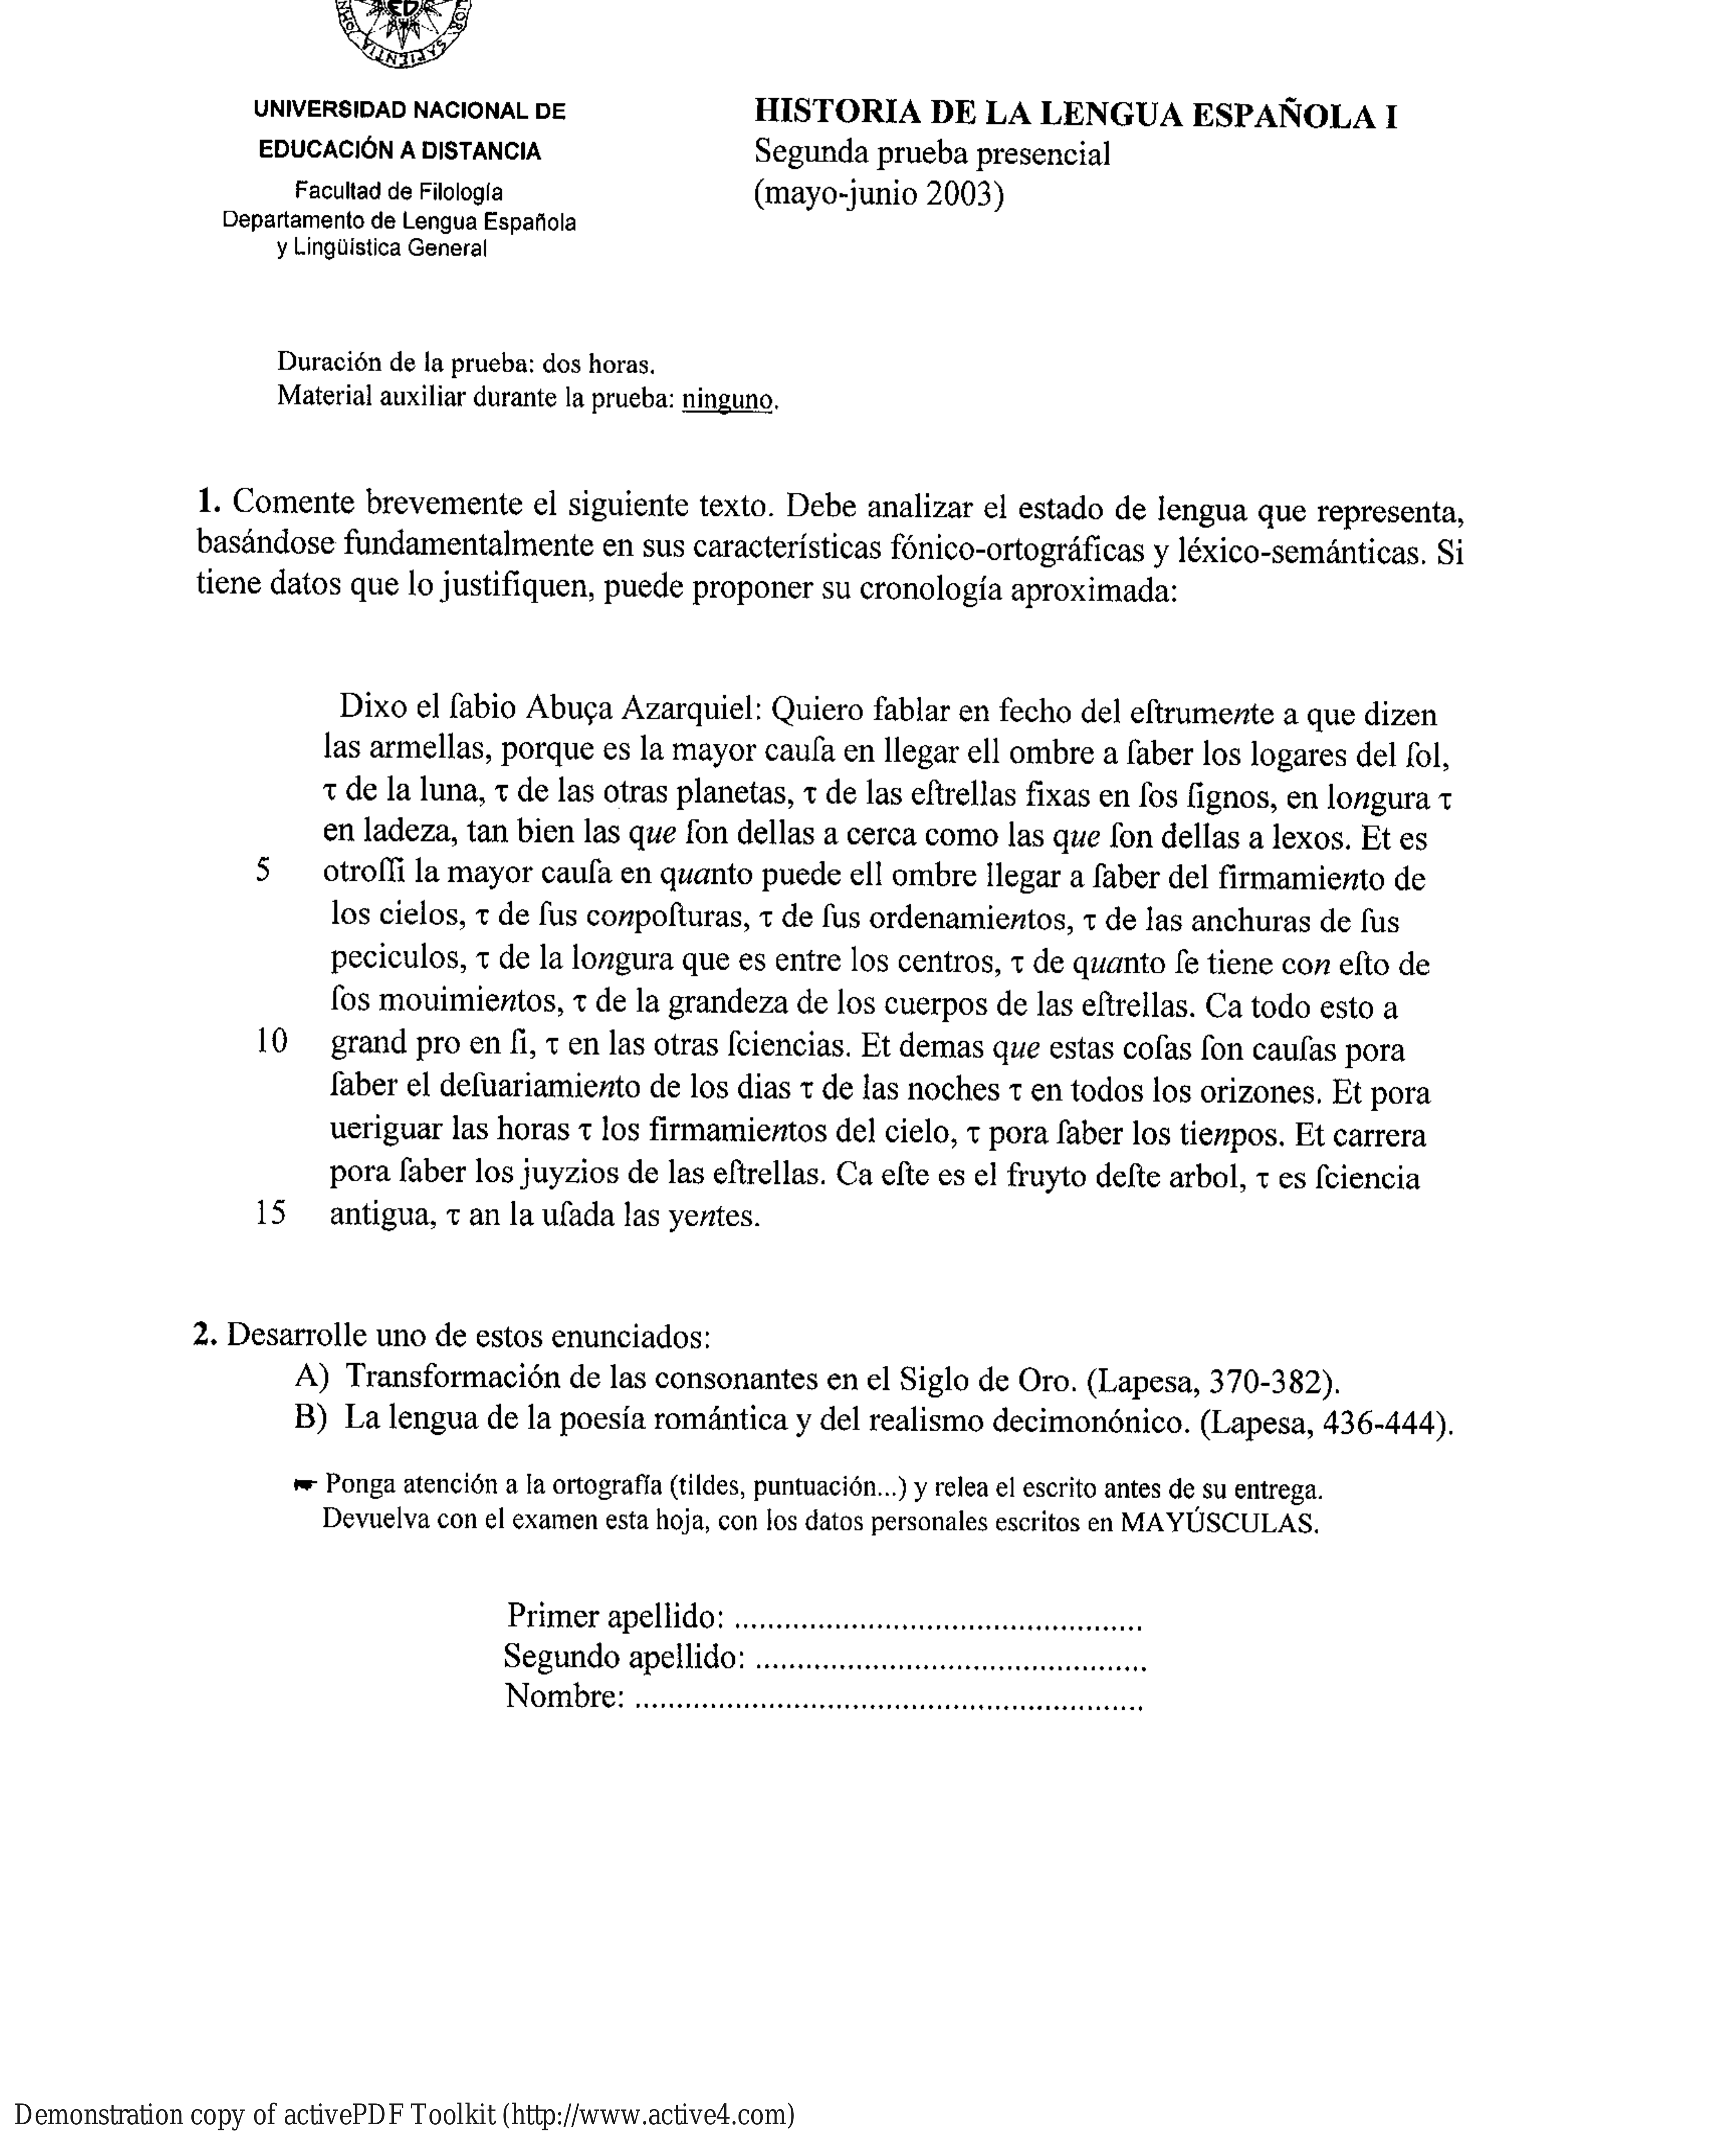 UNIVERSIDAD NACIONAL DE
EDUCACIÓN A DISTANCIA
Facultad de Filología
Departamento de Lengua Española
y Lingüística General
HISTORIA DE LA LENGUA ESPAÑOLA I
Segunda prueba presencial
(mayo-junio 2003)
Duración de la prueba: dos horas.
Material auxiliar durante la prueba: ninguno.
1. Comente brevemente el siguiente texto. Debe analizar el estado de lengua que representa,
basándose fundamentalmente en sus características fónico-ortográficas y léxico-semánticas. Si
tiene datos que lo justifiquen, puede proponer su cronología aproximada:
Dixo el ſabio Abuça Azarquiel: Quiero fablar en fecho del eſtrumente a que dizen
las armellas, porque es la mayor cauſa en llegar ell ombre a ſaber los logares del ſol,
τ de la luna, τ de las otras planetas, τ de las eſtrellas fixas en ſos ſignos, en longura τ
en ladeza, tan bien las que ſon dellas a cerca como las que ſon dellas a lexos. Et es
5 otroſſi la mayor cauſa en quanto puede ell ombre llegar a ſaber del firmamiento de
los cielos, τ de ſus conpoſturas, τ de ſus ordenamientos, τ de las anchuras de ſus
peciculos, τ de la longura que es entre los centros, τ de quanto ſe tiene con eſto de
ſos mouimientos, τ de la grandeza de los cuerpos de las eſtrellas. Ca todo esto a
10 grand pro en ſi, τ en las otras ſciencias. Et demas que estas coſas ſon cauſas pora
ſaber el deſuariamiento de los dias τ de las noches τ en todos los orizones. Et pora
ueriguar las horas τ los firmamientos del cielo, τ pora ſaber los tienpos. Et carrera
pora ſaber los juyzios de las eſtrellas. Ca eſte es el fruyto deſte arbol, τ es ſciencia
15 antigua, τ an la uſada las yentes.
2. Desarrolle uno de estos enunciados:
A) Transformación de las consonantes en el Siglo de Oro. (Lapesa, 370-382).
B) La lengua de la poesía romántica y del realismo decimonónico. (Lapesa, 436-444).
Ponga atención a la ortografía (tildes, puntuación...) y relea el escrito antes de su entrega.
Devuelva con el examen esta hoja, con los datos personales escritos en MAYÚSCULAS.
Primer apellido: .................................................
Segundo apellido: ...............................................
Nombre: .............................................................
Demonstration copy of activePDF Toolkit (http://www.active4.com)